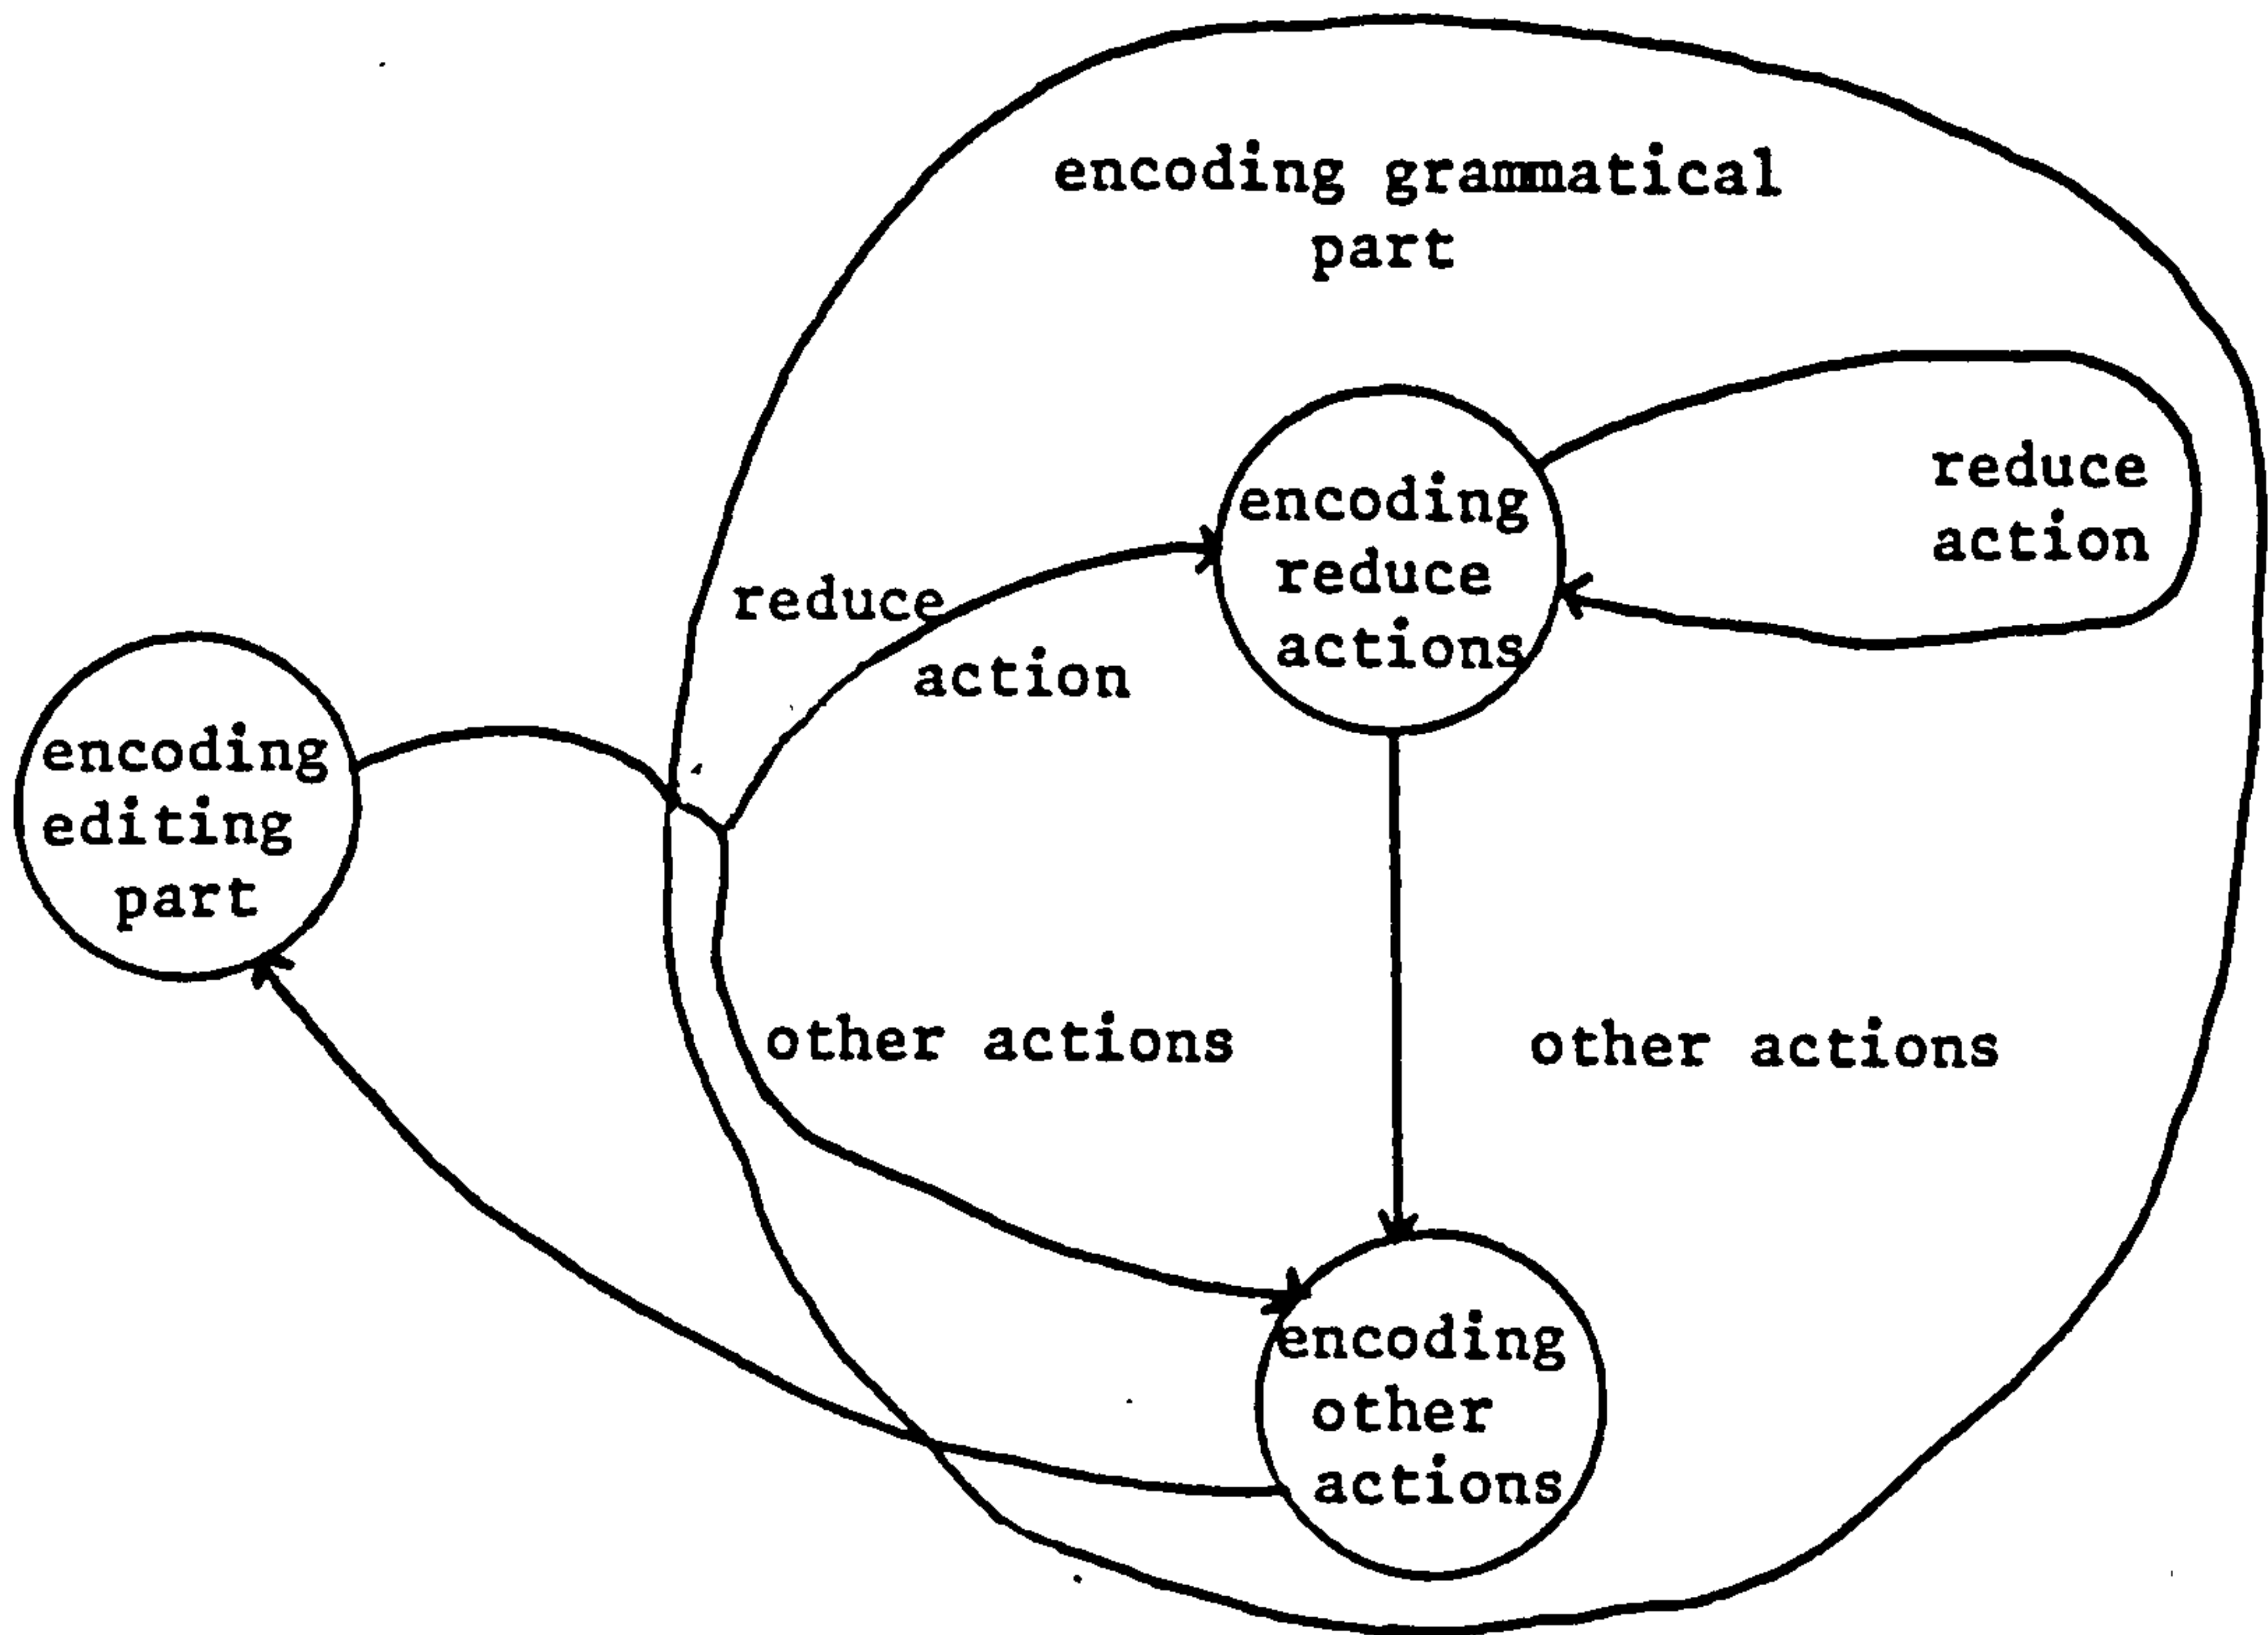 encoding grammatical
part
encoding
reduce
actions
reduce
action
reduce
action
encoding
editing
part
other actions
other actions
encoding
other
actions